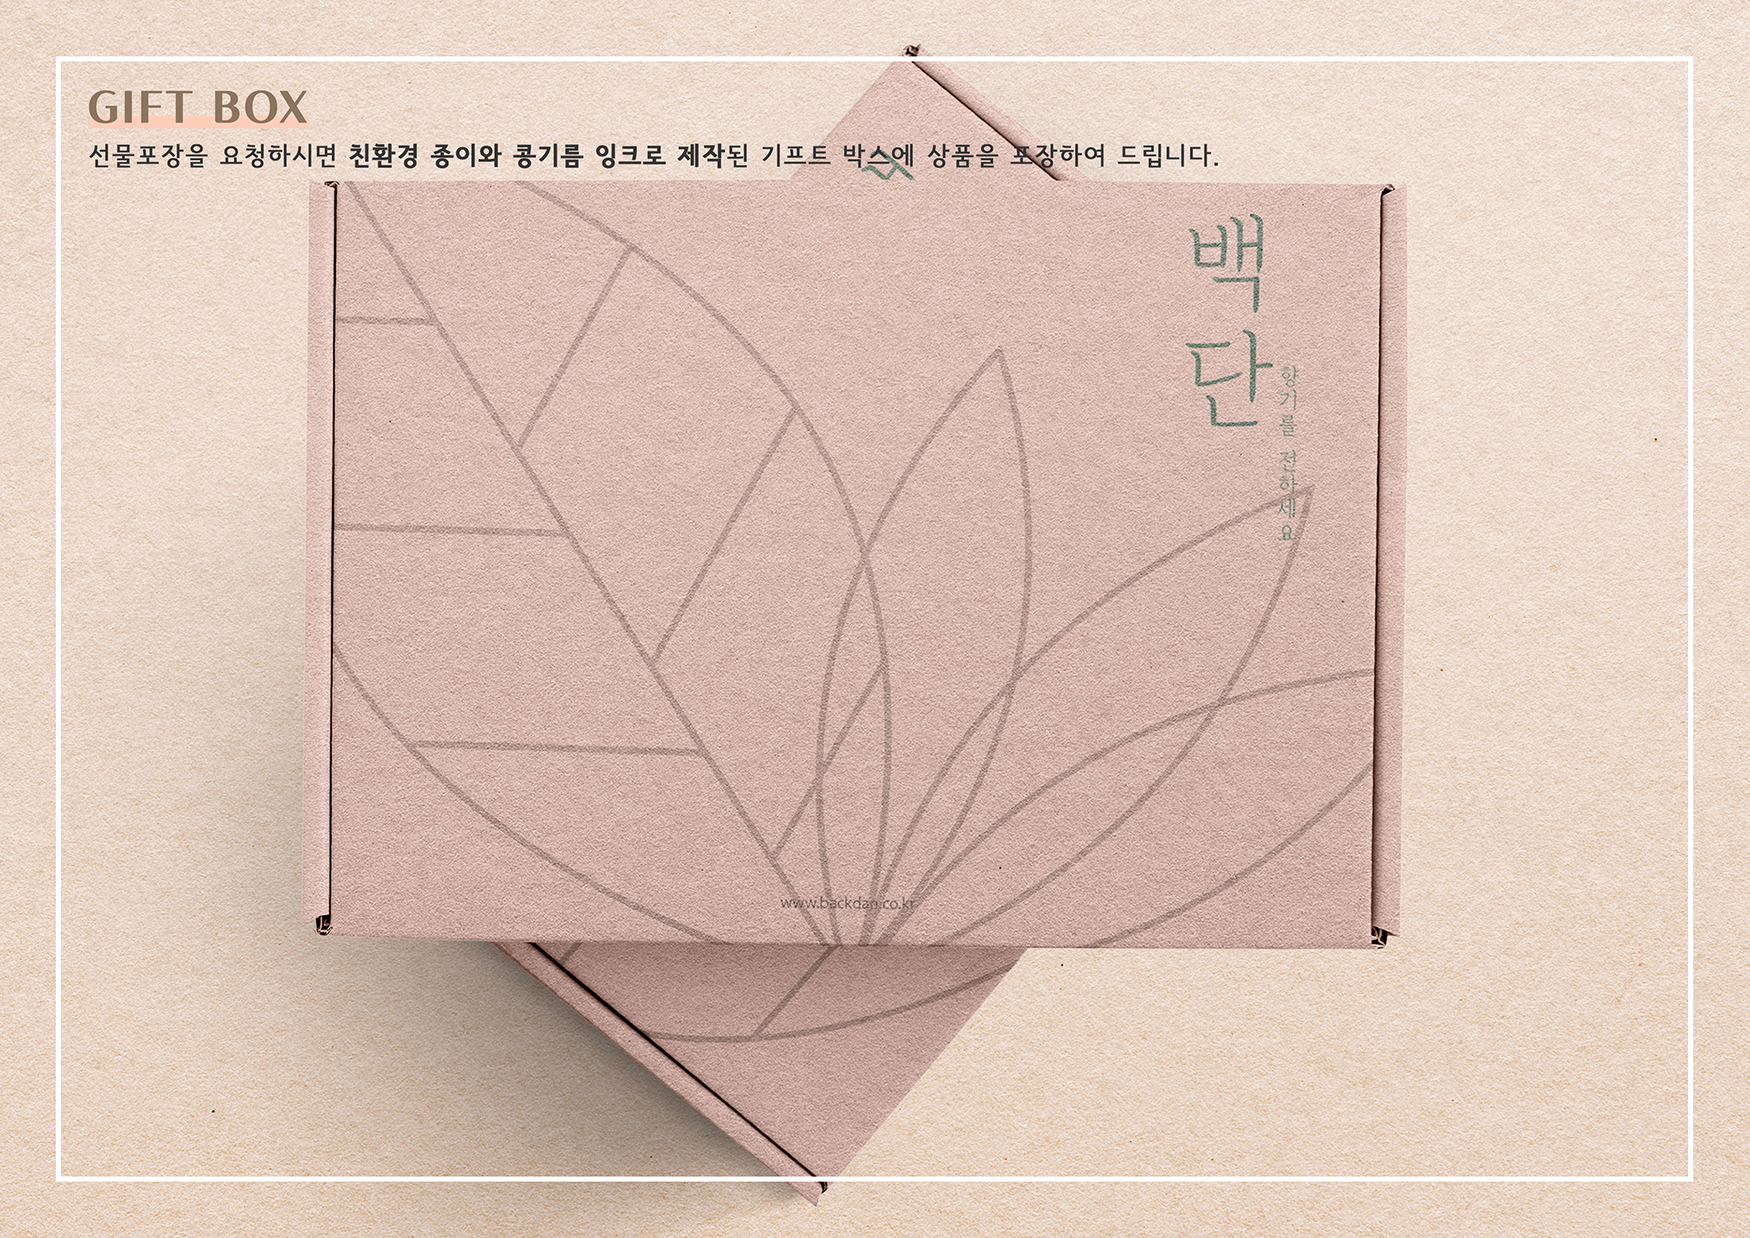 GIFT BOX
선물포장을 요청하시면 친환경 종이와 콩기름 잉크로 제작된 기프트 박스에 상품을 포장하여 드립니다.
백단
향기를 전하세요
www.backdan.co.kr